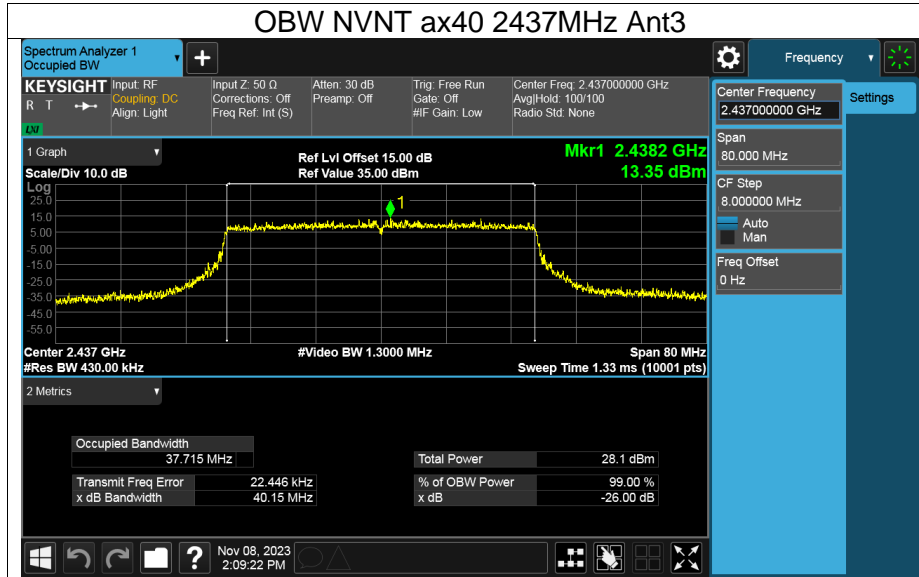 OBW NVNT ax40 2437MHz Ant3
Spectrum Analyzer 1
Occupied BW
Frequency
KEYSIGHT
R T
LXI
Input: RF
Coupling: DC
Align: Light
Input Z: 50 Ω
Corrections: Off
Freq Ref: Int (S)
Atten: 30 dB
Preamp: Off
Trig: Free Run
Gate: Off
#IF Gain: Low
Center Freq: 2.437000000 GHz
Avg|Hold: 100/100
Radio Std: None
Center Frequency
2.437000000 GHz
Settings
Span
80.000 MHz
CF Step
8.000000 MHz
Auto
Man
Freq Offset
0 Hz
1 Graph
Scale/Div 10.0 dB
Ref Lvl Offset 15.00 dB
Ref Value 35.00 dBm
Mkr1 2.4382 GHz
13.35 dBm
Log
25.0
15.0
5.00
-5.00
-15.0
-25.0
-35.0
-45.0
-55.0
1
Center 2.437 GHz
#Res BW 430.00 kHz
#Video BW 1.3000 MHz
Span 80 MHz
Sweep Time 1.33 ms (10001 pts)
2 Metrics
Occupied Bandwidth
37.715 MHz
Transmit Freq Error 22.446 kHz
x dB Bandwidth 40.15 MHz
Total Power 28.1 dBm
% of OBW Power 99.00 %
x dB -26.00 dB
?
Nov 08, 2023
2:09:22 PM